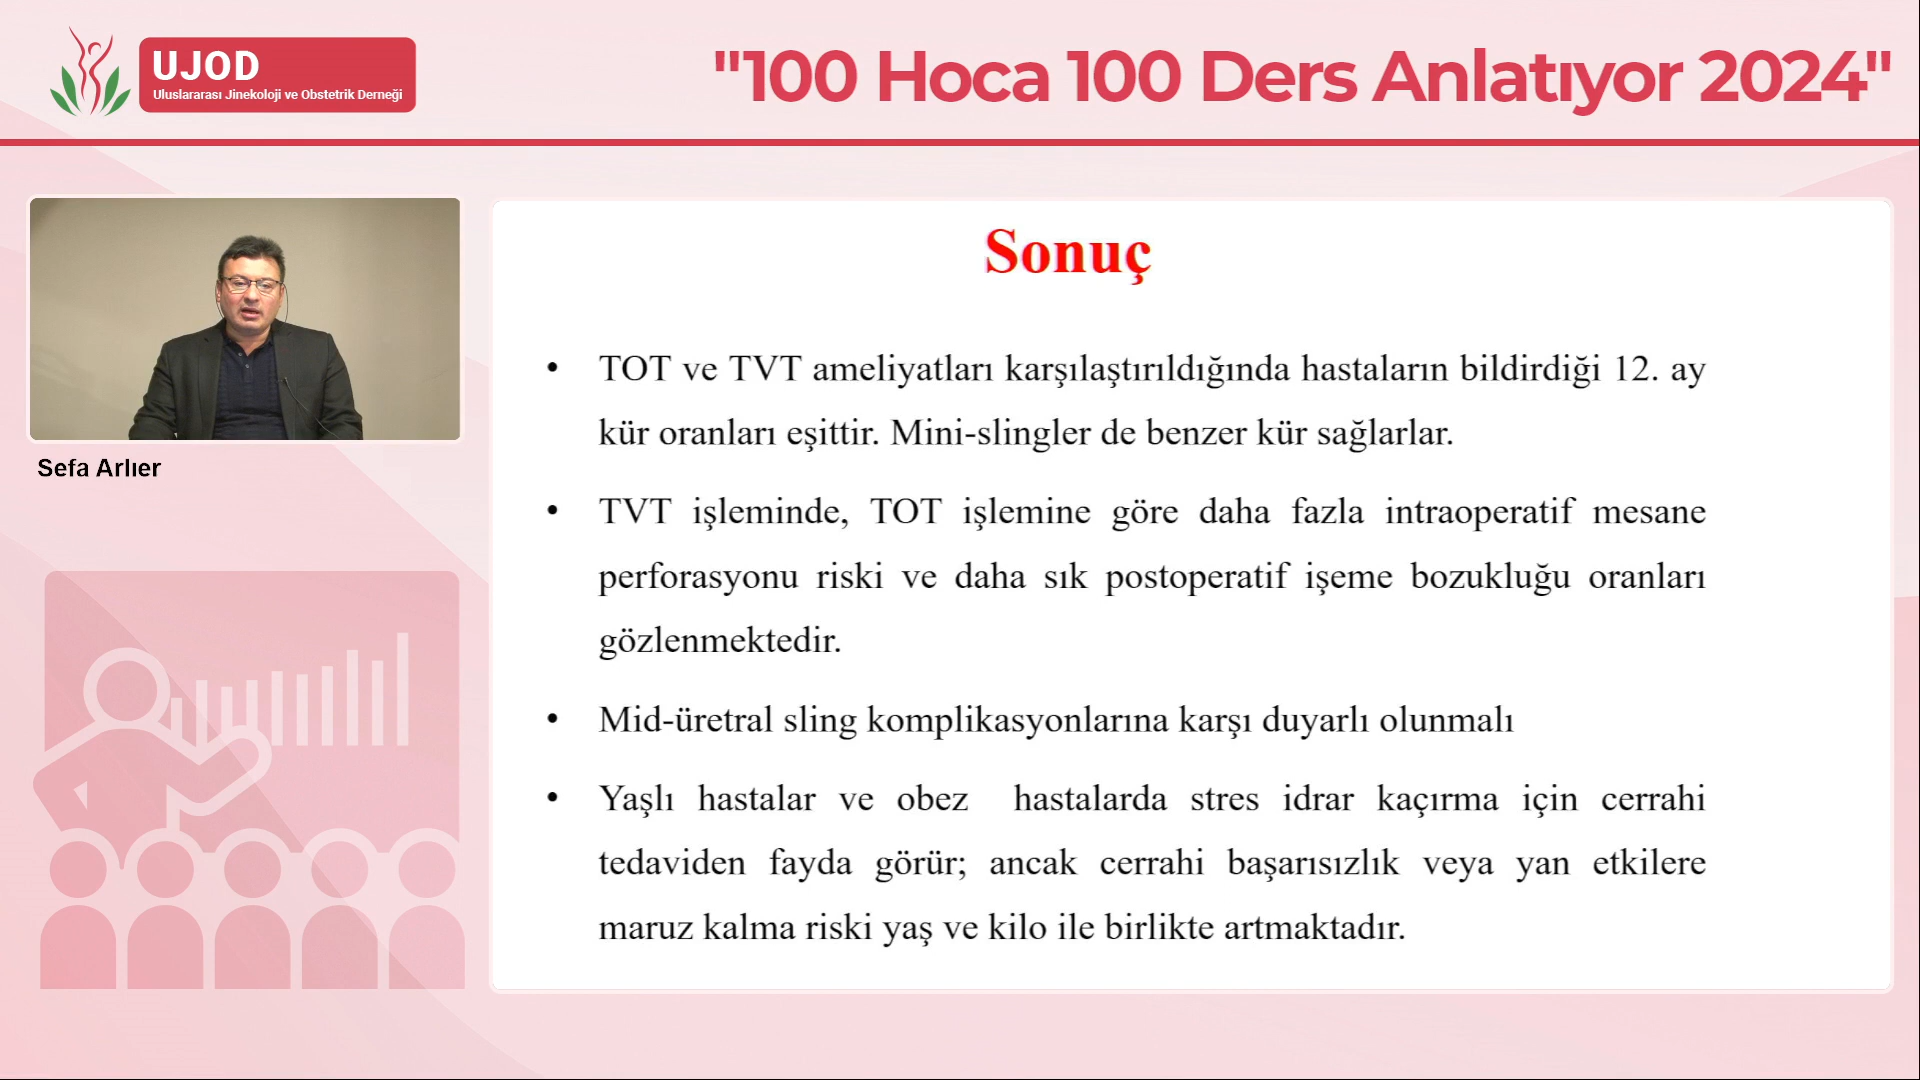 UJOD
Uluslararası Jinekoloji ve Obstetrik Derneği
"100 Hoca 100 Ders Anlatıyor 2024"
Sefa Arlıer
Sonuç
• TOT ve TVT ameliyatları karşılaştırıldığında hastaların bildirdiği 12. ay
kür oranları eşittir. Mini-slingler de benzer kür sağlarlar.
• TVT işleminde, TOT işlemine göre daha fazla intraoperatif mesane
perforasyonu riski ve daha sık postoperatif işeme bozukluğu oranları
gözlenmektedir.
• Mid-üretral sling komplikasyonlarına karşı duyarlı olunmalı
• Yaşlı hastalar ve obez hastalarda stres idrar kaçırma için cerrahi
tedaviden fayda görür; ancak cerrahi başarısızlık veya yan etkilere
maruz kalma riski yaş ve kilo ile birlikte artmaktadır.